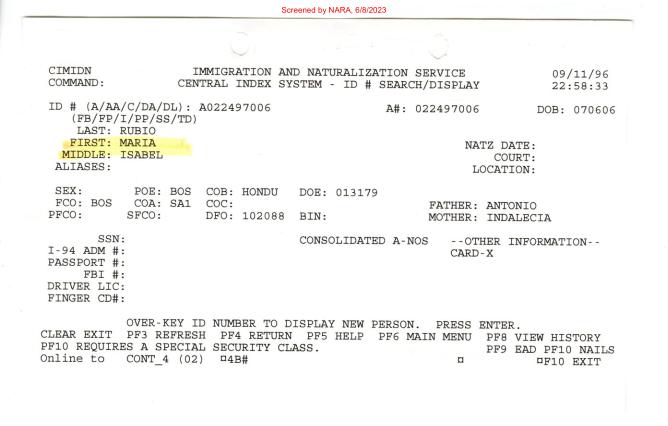 Screened by NARA, 6/8/2023
CIMIDN IMMIGRATION AND NATURALIZATION SERVICE 09/11/96
COMMAND: CENTRAL INDEX SYSTEM - ID # SEARCH/DISPLAY 22:58:33
ID # (A/AA/C/DA/DL): A022497006 A#: 022497006 DOB: 070606
(FB/FP/I/PP/SS/TD)
LAST: RUBIO
FIRST: MARIA NATZ DATE:
MIDDLE: ISABEL COURT:
ALIASES: LOCATION:
SEX: POE: BOS COB: HONDU DOE: 013179
FCO: BOS COA: SA1 COC: FATHER: ANTONIO
PFCO: SFCO: DFO: 102088 BIN: MOTHER: INDALECIA
SSN: CONSOLIDATED A-NOS --OTHER INFORMATION--
I-94 ADM #: CARD-X
PASSPORT #:
FBI #:
DRIVER LIC:
FINGER CD#:
OVER-KEY ID NUMBER TO DISPLAY NEW PERSON. PRESS ENTER.
CLEAR EXIT PF3 REFRESH PF4 RETURN PF5 HELP PF6 MAIN MENU PF8 VIEW HISTORY
PF10 REQUIRES A SPECIAL SECURITY CLASS. PF9 EAD PF10 NAILS
Online to CONT_4 (02) ¤4B# ¤ ¤F10 EXIT